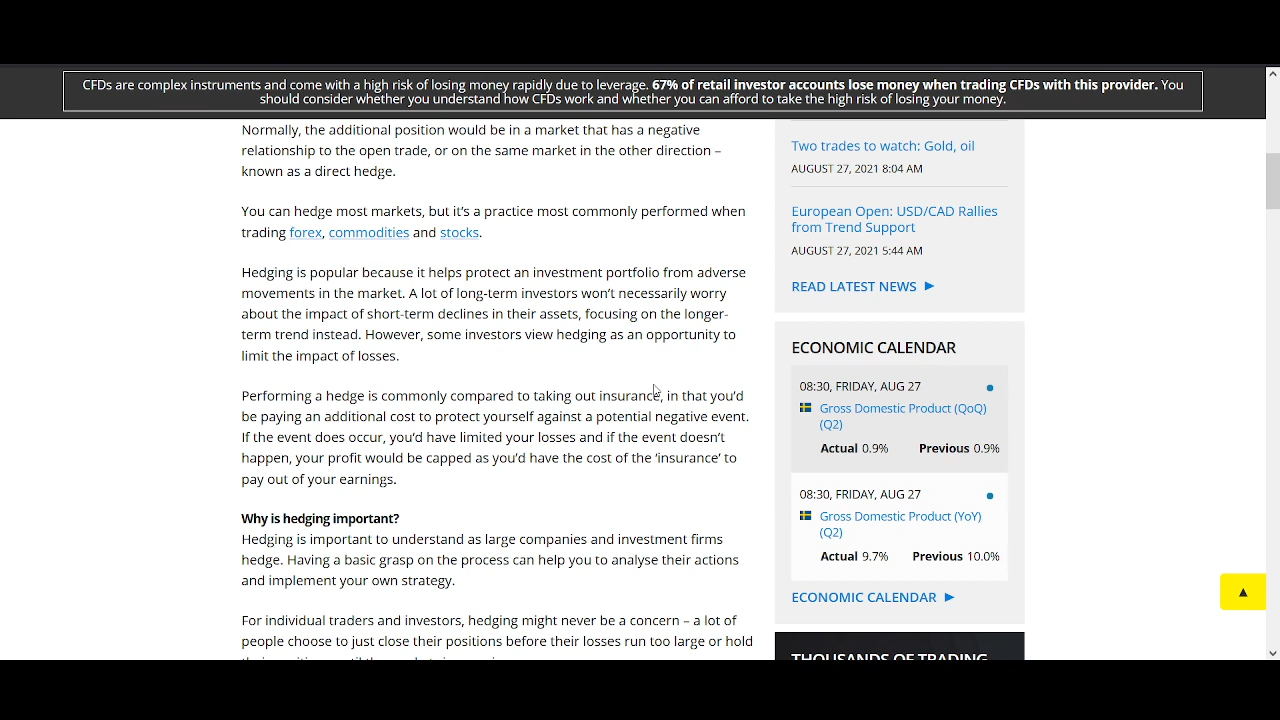 CFDs are complex instruments and come with a high risk of losing money rapidly due to leverage. 67% of retail investor accounts lose money when trading CFDs with this provider. You
should consider whether you understand how CFDs work and whether you can afford to take the high risk of losing your money.
Normally, the additional position would be in a market that has a negative
relationship to the open trade, or on the same market in the other direction –
known as a direct hedge.
You can hedge most markets, but it’s a practice most commonly performed when
trading forex, commodities and stocks.
Hedging is popular because it helps protect an investment portfolio from adverse
movements in the market. A lot of long-term investors won’t necessarily worry
about the impact of short-term declines in their assets, focusing on the longer-
term trend instead. However, some investors view hedging as an opportunity to
limit the impact of losses.
Performing a hedge is commonly compared to taking out insurance, in that you’d
be paying an additional cost to protect yourself against a potential negative event.
If the event does occur, you’d have limited your losses and if the event doesn’t
happen, your profit would be capped as you’d have the cost of the ‘insurance’ to
pay out of your earnings.
Why is hedging important?
Hedging is important to understand as large companies and investment firms
hedge. Having a basic grasp on the process can help you to analyse their actions
and implement your own strategy.
For individual traders and investors, hedging might never be a concern – a lot of
people choose to just close their positions before their losses run too large or hold
Two trades to watch: Gold, oil
AUGUST 27, 2021 8:04 AM
European Open: USD/CAD Rallies
from Trend Support
AUGUST 27, 2021 5:44 AM
READ LATEST NEWS
ECONOMIC CALENDAR
08:30, FRIDAY, AUG 27
Gross Domestic Product (QoQ)
(Q2)
Actual 0.9% Previous 0.9%
08:30, FRIDAY, AUG 27
Gross Domestic Product (YoY)
(Q2)
Actual 9.7% Previous 10.0%
ECONOMIC CALENDAR
THOUSANDS OF TRADING